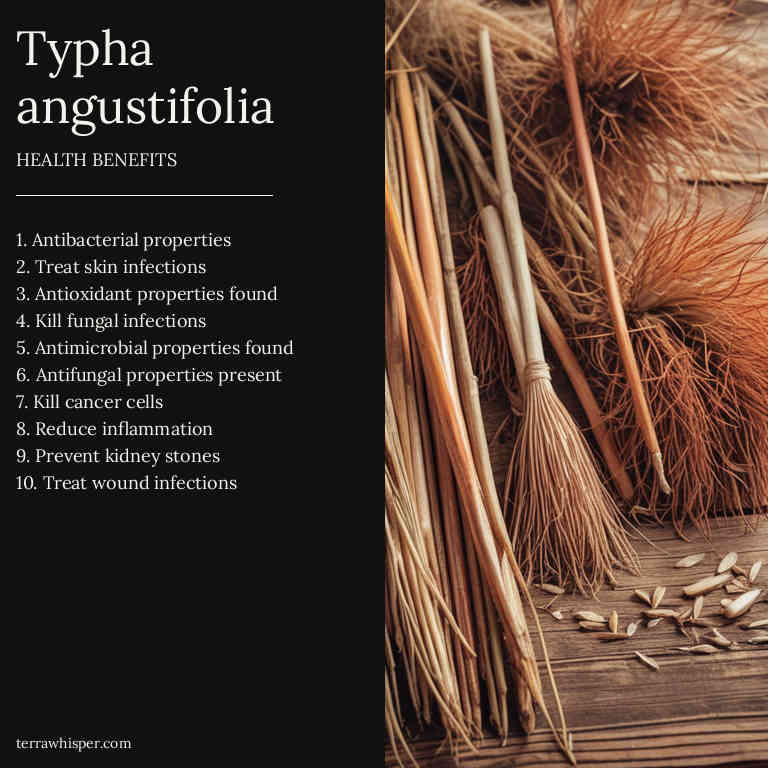 Typha
angustifolia
HEALTH BENEFITS
1. Antibacterial properties
2. Treat skin infections
3. Antioxidant properties found
4. Kill fungal infections
5. Antimicrobial properties found
6. Antifungal properties present
7. Kill cancer cells
8. Reduce inflammation
9. Prevent kidney stones
10. Treat wound infections
terrawhisper.com